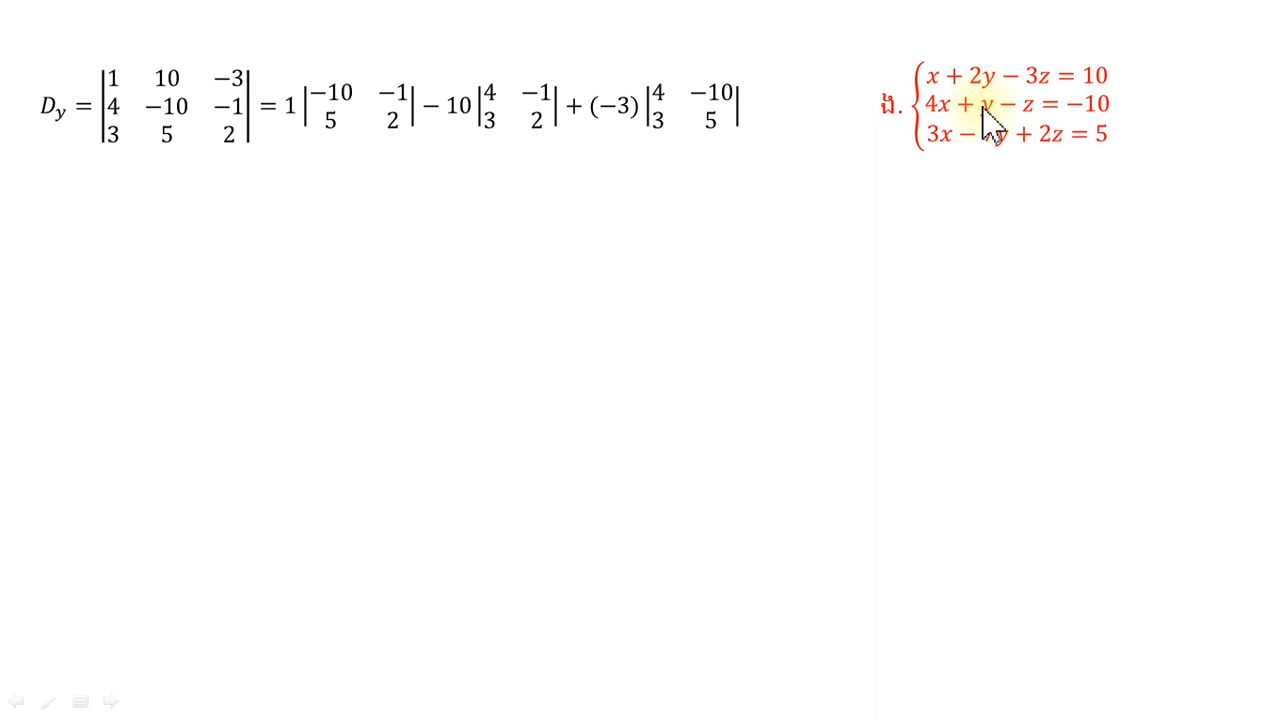 D_y = |1 10 −3; 4 −10 −1; 3 5 2| = 1 |−10 −1; 5 2| − 10 |4 −1; 3 2| + (−3) |4 −10; 3 5|
ង. { x + 2y − 3z = 10
4x + y − z = −10
3x − y + 2z = 5